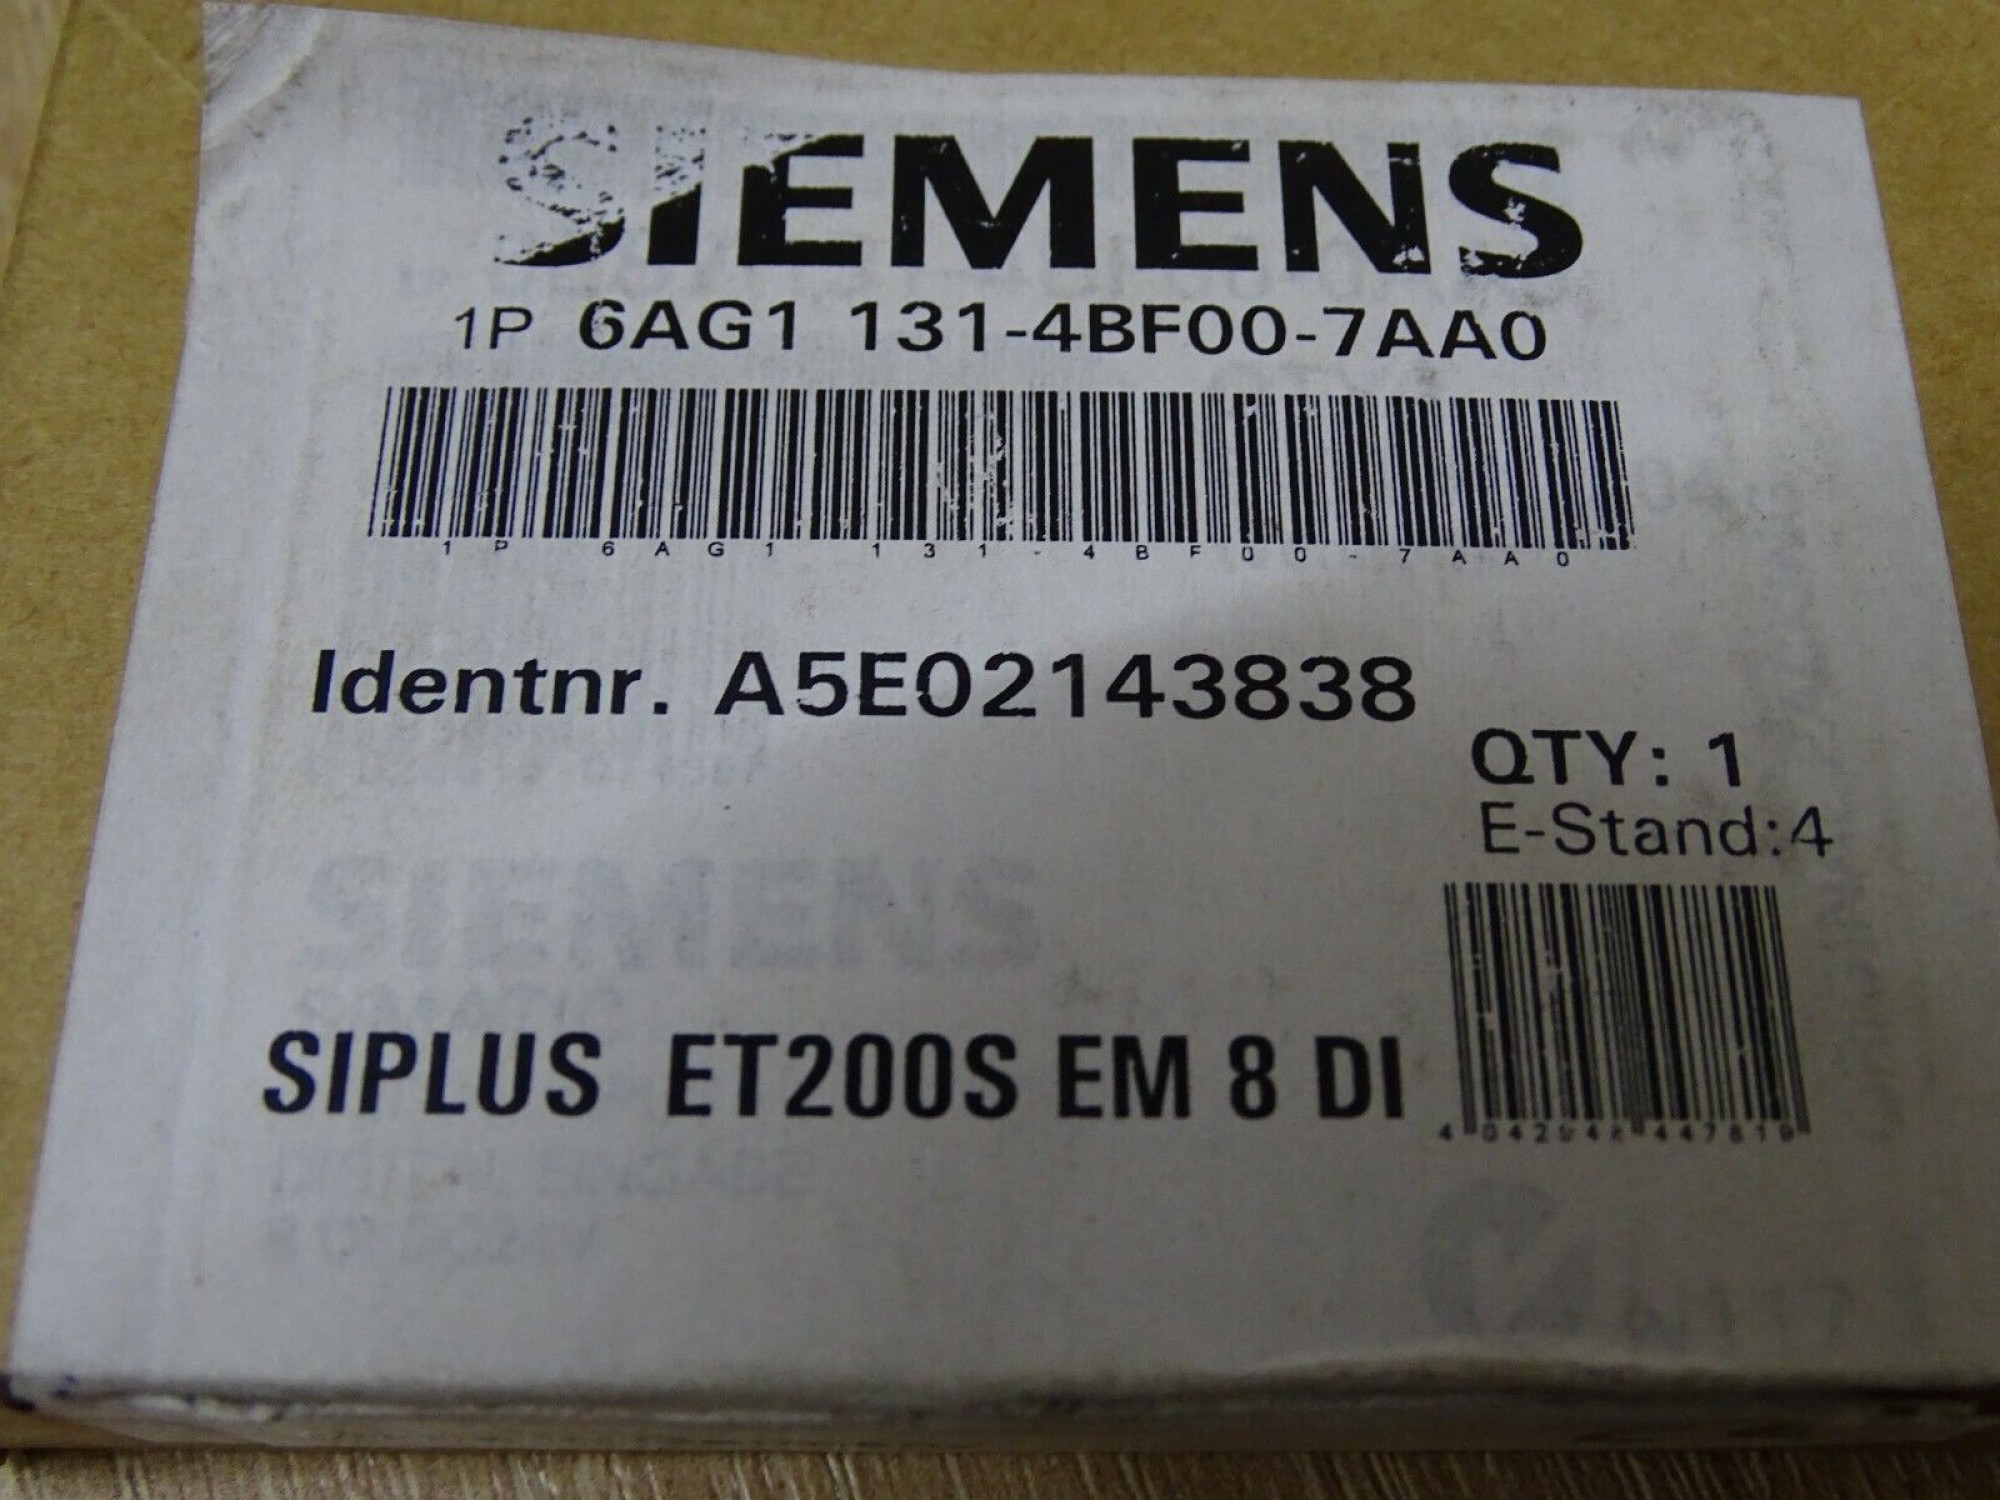 SIEMENS
1P 6AG1 131-4BF00-7AA0
1P 6AG1 131-4BF00-7AA0
Identnr. A5E02143838
QTY: 1
E-Stand:4
SIEMENS
SIPLUS ET200S EM 8 DI